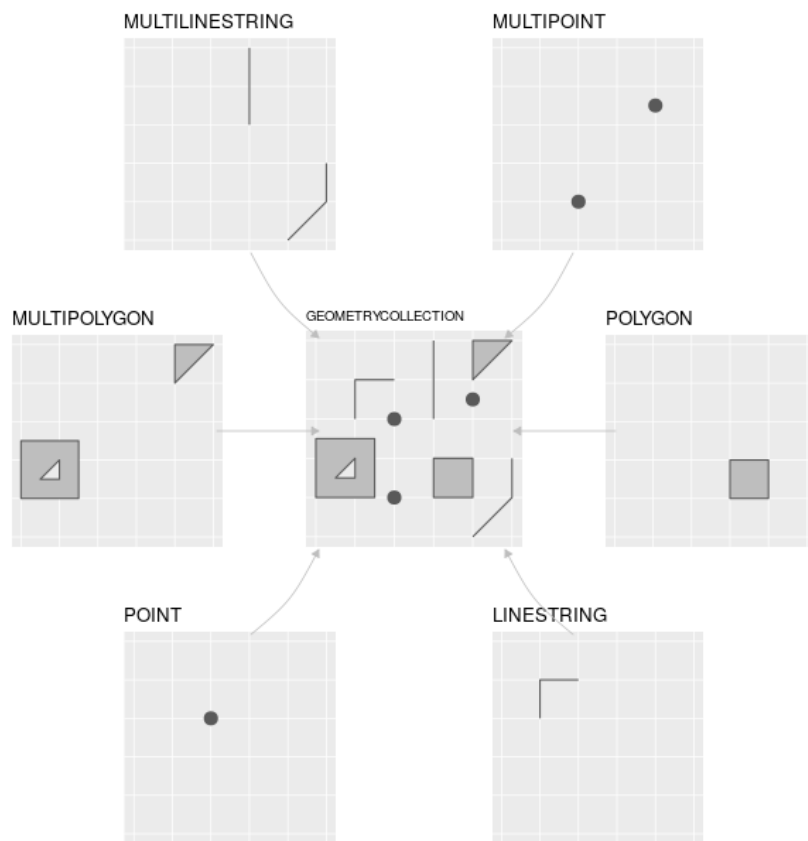 MULTILINESTRING
MULTIPOINT
MULTIPOLYGON
GEOMETRYCOLLECTION
POLYGON
POINT
LINESTRING